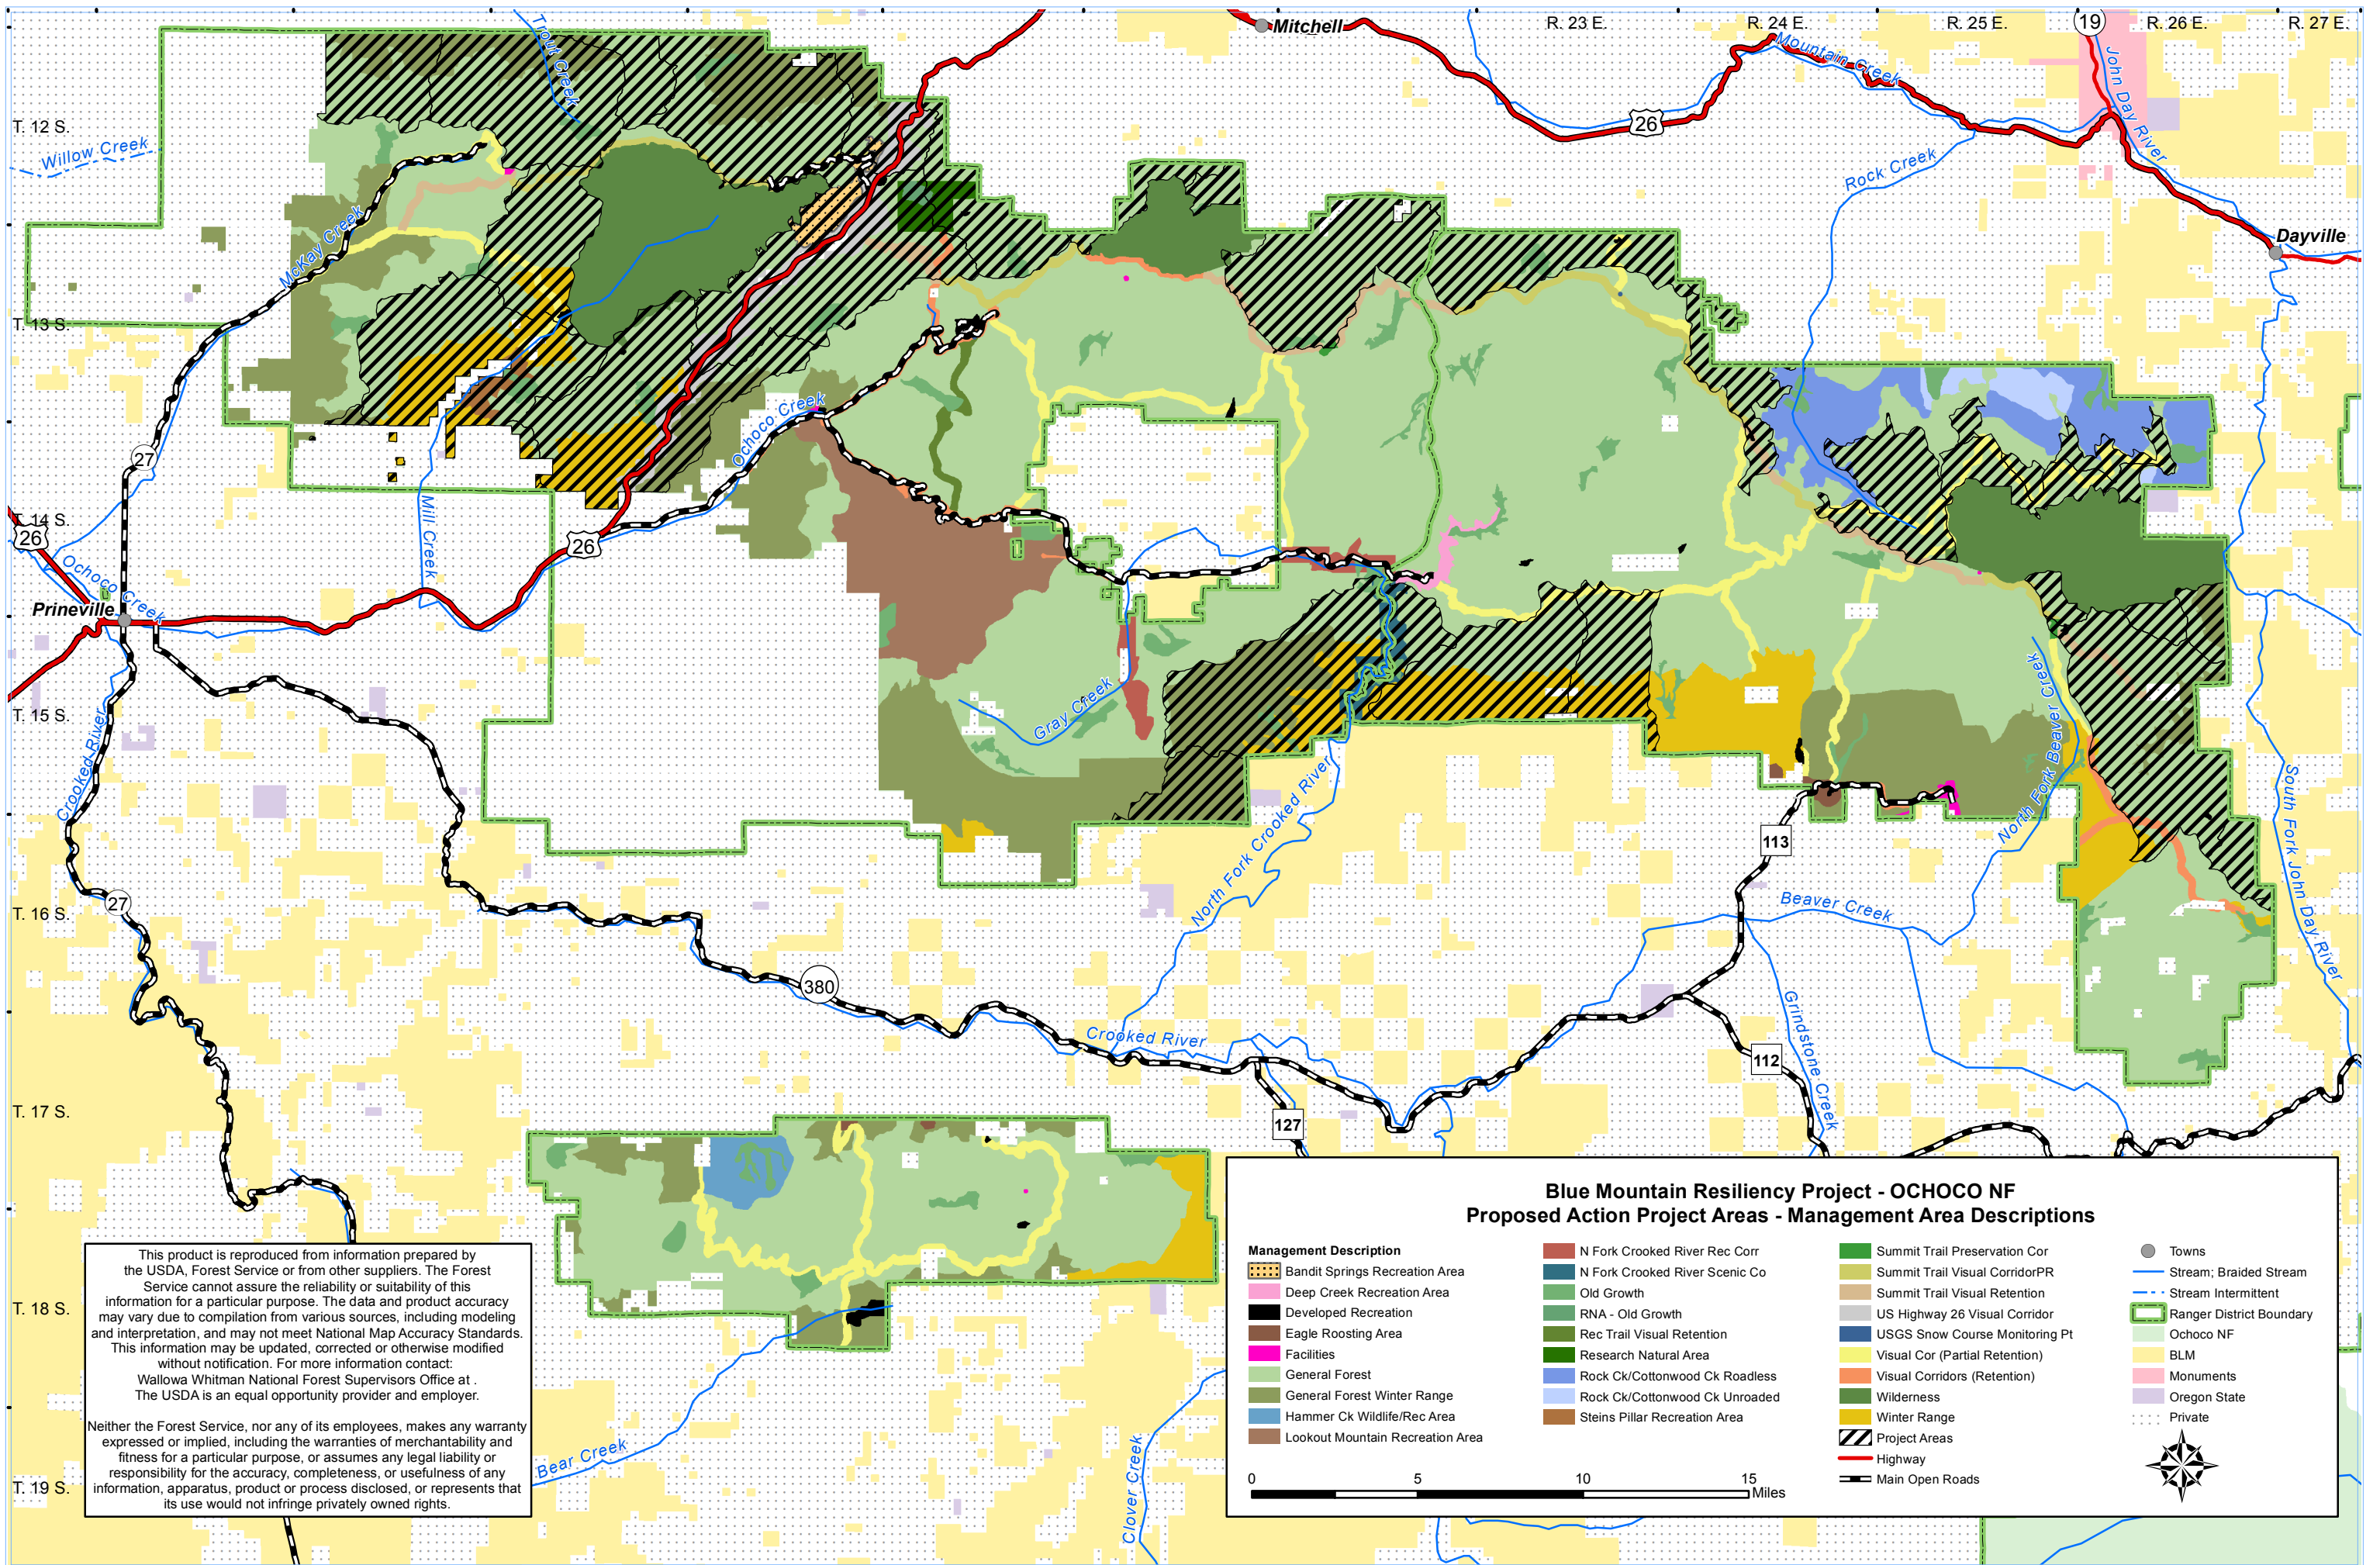 Mitchell
R. 23 E.
R. 24 E.
R. 25 E.
19
R. 26 E.
R. 27 E.
Trout Creek
Mountain Creek
John Day River
T. 12 S.
26
Willow Creek
Rock Creek
McKay Creek
Dayville
T. 13 S.
Ochoco Creek
27
Mill Creek
T. 14 S.
26
26
Ochoco Creek
Prineville
T. 15 S.
Gray Creek
Crooked River
North Fork Crooked River
North Fork Beaver Creek
South Fork John Day River
113
27
T. 16 S.
Beaver Creek
380
Grindstone Creek
Crooked River
112
T. 17 S.
127
T. 18 S.
Bear Creek
Clover Creek
T. 19 S.
This product is reproduced from information prepared by
the USDA, Forest Service or from other suppliers. The Forest
Service cannot assure the reliability or suitability of this
information for a particular purpose. The data and product accuracy
may vary due to compilation from various sources, including modeling
and interpretation, and may not meet National Map Accuracy Standards.
This information may be updated, corrected or otherwise modified
without notification. For more information contact:
Wallowa Whitman National Forest Supervisors Office at .
The USDA is an equal opportunity provider and employer.
Neither the Forest Service, nor any of its employees, makes any warranty
expressed or implied, including the warranties of merchantability and
fitness for a particular purpose, or assumes any legal liability or
responsibility for the accuracy, completeness, or usefulness of any
information, apparatus, product or process disclosed, or represents that
its use would not infringe privately owned rights.
Blue Mountain Resiliency Project - OCHOCO NF
Proposed Action Project Areas - Management Area Descriptions
Management Description
Bandit Springs Recreation Area
Deep Creek Recreation Area
Developed Recreation
Eagle Roosting Area
Facilities
General Forest
General Forest Winter Range
Hammer Ck Wildlife/Rec Area
Lookout Mountain Recreation Area
N Fork Crooked River Rec Corr
N Fork Crooked River Scenic Co
Old Growth
RNA - Old Growth
Rec Trail Visual Retention
Research Natural Area
Rock Ck/Cottonwood Ck Roadless
Rock Ck/Cottonwood Ck Unroaded
Steins Pillar Recreation Area
Summit Trail Preservation Cor
Summit Trail Visual CorridorPR
Summit Trail Visual Retention
US Highway 26 Visual Corridor
USGS Snow Course Monitoring Pt
Visual Cor (Partial Retention)
Visual Corridors (Retention)
Wilderness
Winter Range
Project Areas
Highway
Main Open Roads
Towns
Stream; Braided Stream
Stream Intermittent
Ranger District Boundary
Ochoco NF
BLM
Monuments
Oregon State
Private
0 5 10 15
Miles